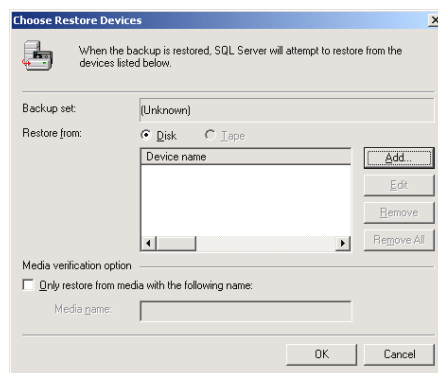 Choose Restore Devices
When the backup is restored, SQL Server will attempt to restore from the
devices listed below.
Backup set:
(Unknown)
Restore from:
Disk
Tape
Device name
Add...
Edit
Remove
Remove All
Media verification option
Only restore from media with the following name:
Media name:
OK
Cancel